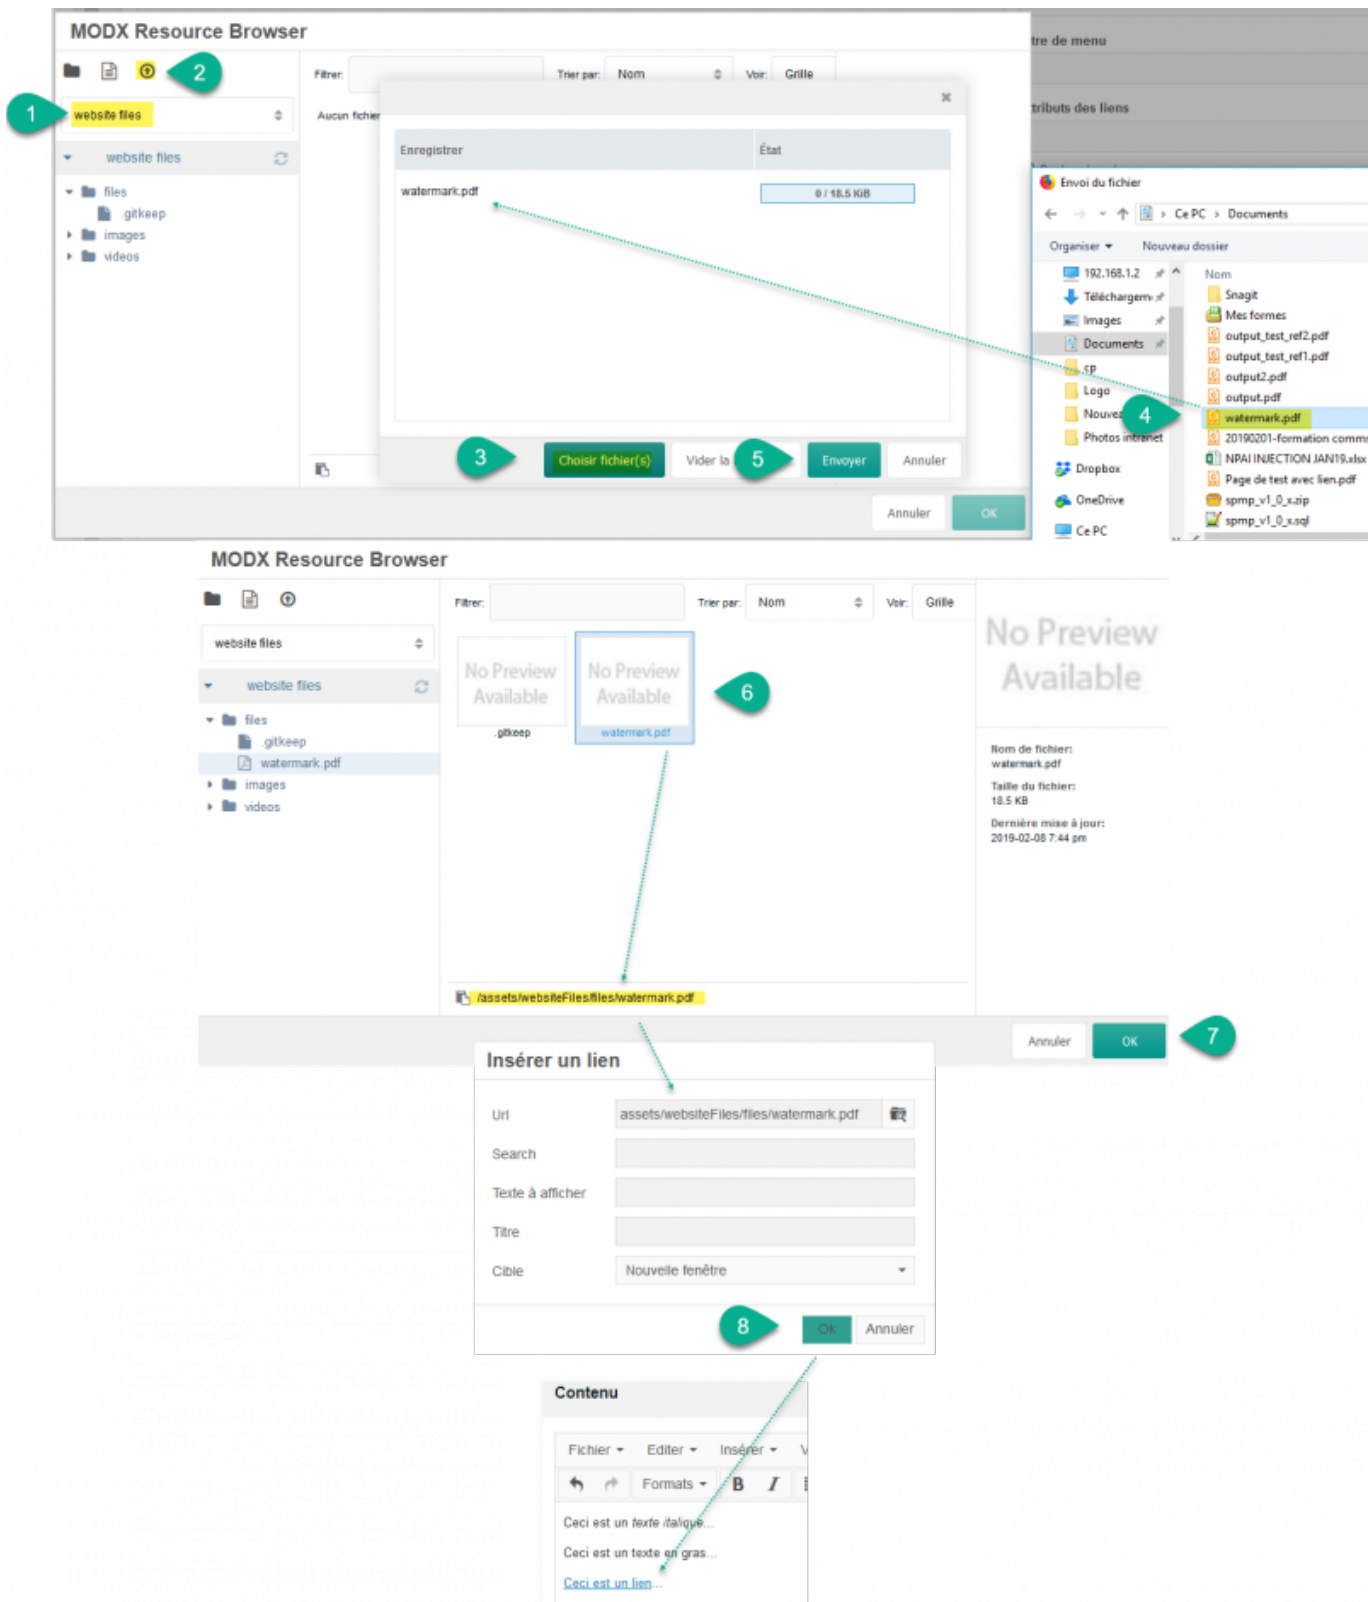 MODX Resource Browser
tre de menu
2
Filtrer:
Trier par:
Nom
Voir:
Grille
1
website files
Aucun fichier
tributs des liens
Enregistrer
État
website files
watermark.pdf
0 / 18.5 KiB
files
.gitkeep
images
videos
Envoi du fichier
Ce PC > Documents
Organiser
Nouveau dossier
192.168.1.2
Nom
Téléchargem
Snagit
Images
Mes formes
Documents
output_test_ref2.pdf
sp
output_test_ref1.pdf
Logo
output2.pdf
Nouvea
output.pdf
4
watermark.pdf
Photos intranet
20190201-formation comm
Dropbox
NPAI INJECTION JAN19.xlsx
OneDrive
Page de test avec lien.pdf
Ce PC
spmp_v1_0_x.zip
spmp_v1_0_x.sql
3
Choisir fichier(s)
Vider la
5
Envoyer
Annuler
Annuler
OK
MODX Resource Browser
Filtrer:
Trier par:
Nom
Voir:
Grille
website files
website files
files
.gitkeep
watermark.pdf
images
videos
No Preview
Available
.gitkeep
No Preview
Available
watermark.pdf
6
No Preview
Available
Nom de fichier:
watermark.pdf
Taille du fichier:
18.5 KB
Dernière mise à jour:
2019-02-08 7:44 pm
/assets/websiteFiles/files/watermark.pdf
Annuler
OK
7
Insérer un lien
Url
assets/websiteFiles/files/watermark.pdf
Search
Texte à afficher
Titre
Cible
Nouvelle fenêtre
8
Ok
Annuler
Contenu
Fichier
Editer
Insérer
V
Formats
B
I
Ceci est un texte italique...
Ceci est un texte en gras...
Ceci est un lien...